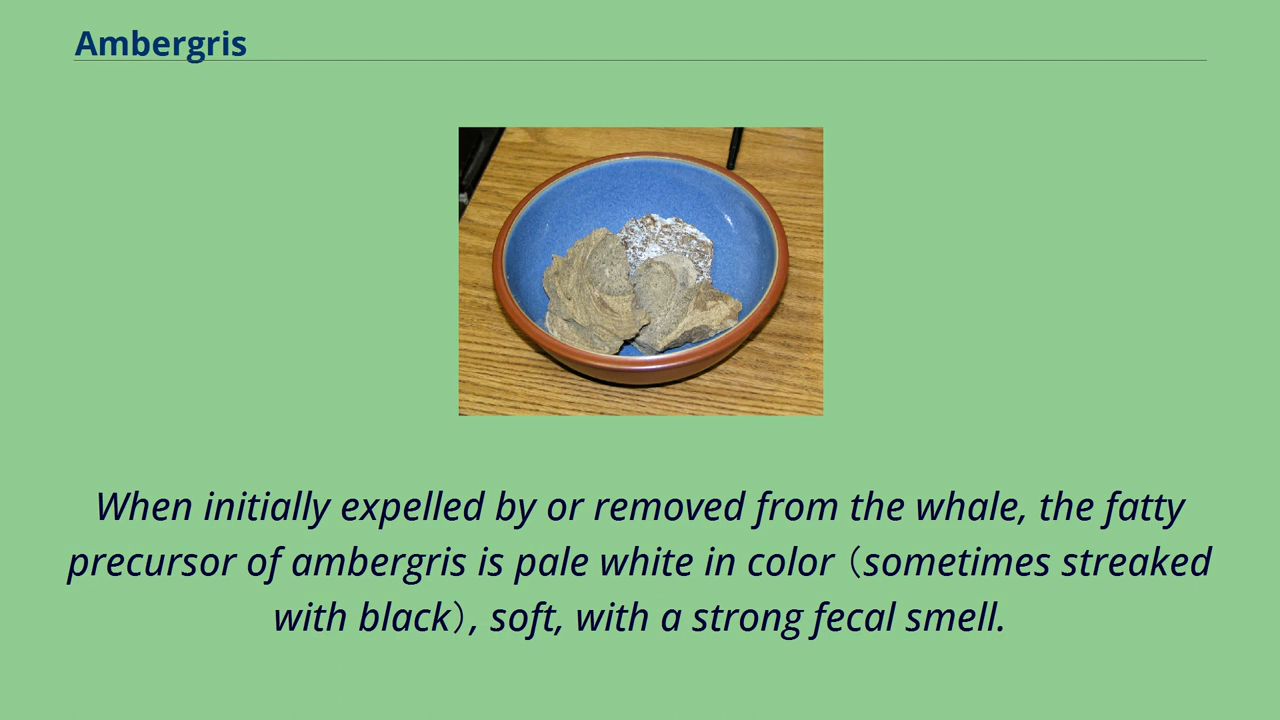 Ambergris
When initially expelled by or removed from the whale, the fatty
precursor of ambergris is pale white in color（sometimes streaked
with black）, soft, with a strong fecal smell.